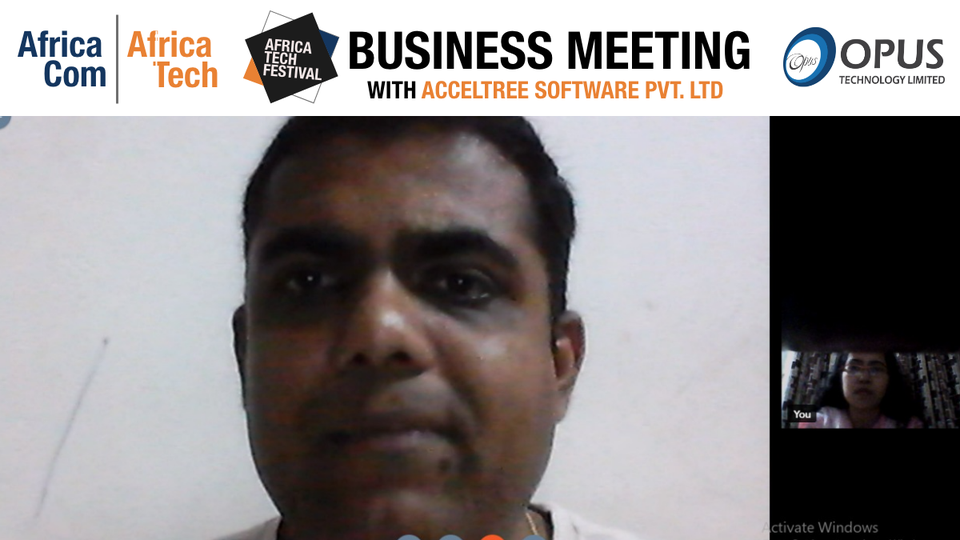 Africa Com
Africa Tech
AFRICA
TECH
FESTIVAL
BUSINESS MEETING
WITH ACCELTREE SOFTWARE PVT. LTD
Opus
OPUS
TECHNOLOGY LIMITED
You
Activate Windows